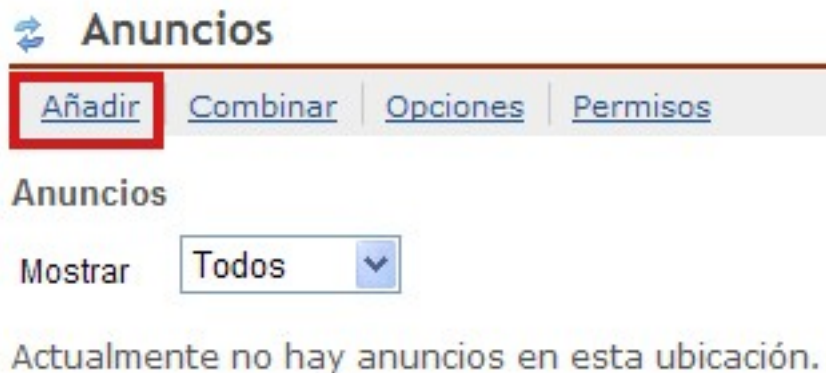 Anuncios
Añadir Combinar Opciones Permisos
Anuncios
Mostrar Todos
Actualmente no hay anuncios en esta ubicación.